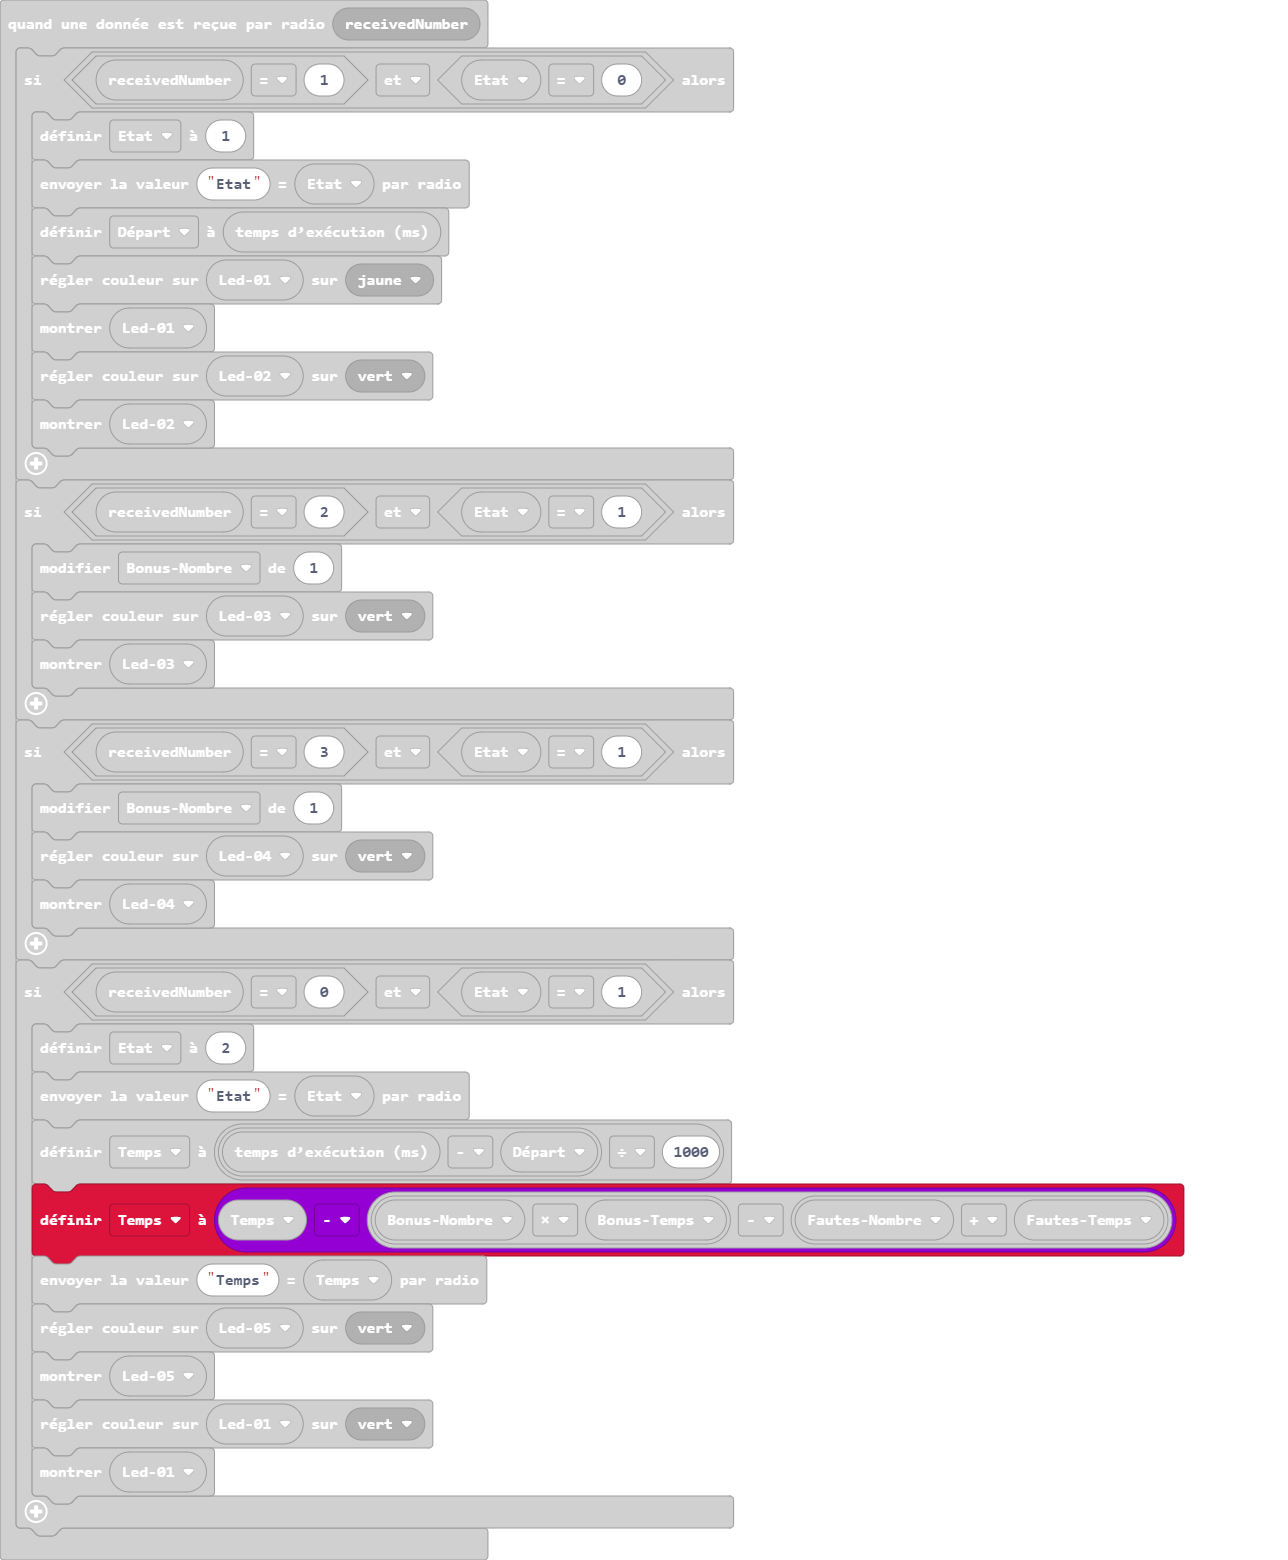 quand une donnée est reçue par radio receivedNumber
si receivedNumber = 1 et Etat = 0 alors
définir Etat à 1
envoyer la valeur "Etat" = Etat par radio
définir Départ à temps d’exécution (ms)
régler couleur sur Led-01 sur jaune
montrer Led-01
régler couleur sur Led-02 sur vert
montrer Led-02
si receivedNumber = 2 et Etat = 1 alors
modifier Bonus-Nombre de 1
régler couleur sur Led-03 sur vert
montrer Led-03
si receivedNumber = 3 et Etat = 1 alors
modifier Bonus-Nombre de 1
régler couleur sur Led-04 sur vert
montrer Led-04
si receivedNumber = 0 et Etat = 1 alors
définir Etat à 2
envoyer la valeur "Etat" = Etat par radio
définir Temps à temps d’exécution (ms) - Départ ÷ 1000
définir Temps à Temps - Bonus-Nombre × Bonus-Temps - Fautes-Nombre + Fautes-Temps
envoyer la valeur "Temps" = Temps par radio
régler couleur sur Led-05 sur vert
montrer Led-05
régler couleur sur Led-01 sur vert
montrer Led-01